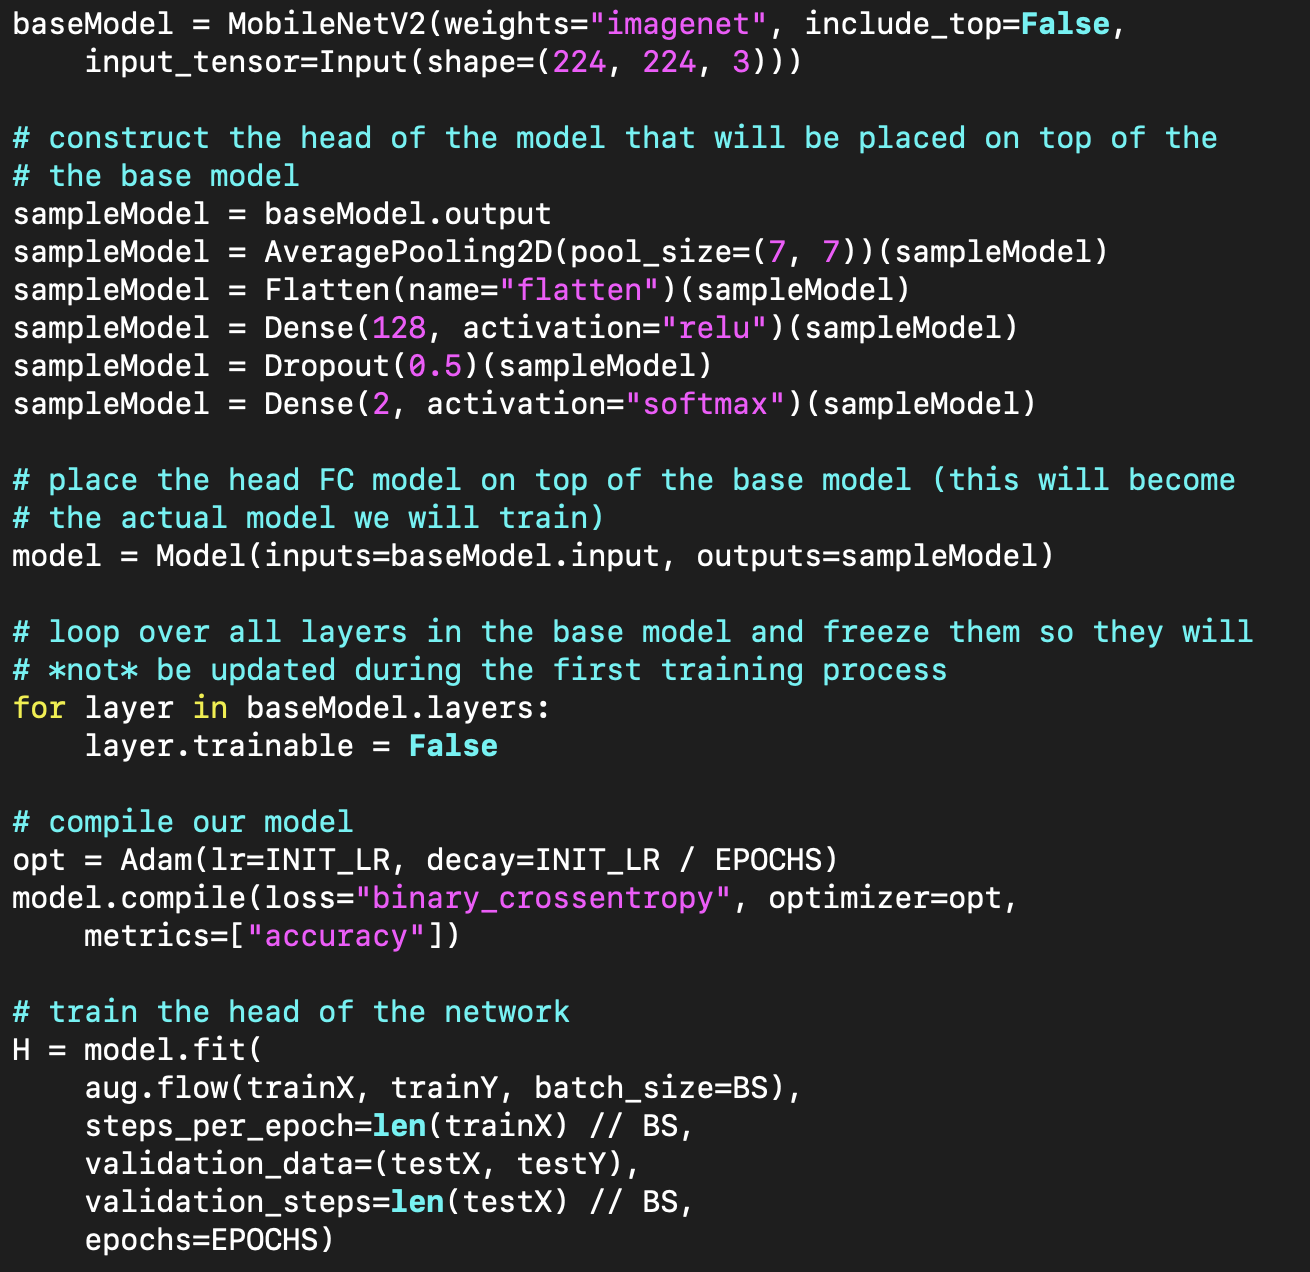 baseModel = MobileNetV2(weights="imagenet", include_top=False,
    input_tensor=Input(shape=(224, 224, 3)))

# construct the head of the model that will be placed on top of the
# the base model
sampleModel = baseModel.output
sampleModel = AveragePooling2D(pool_size=(7, 7))(sampleModel)
sampleModel = Flatten(name="flatten")(sampleModel)
sampleModel = Dense(128, activation="relu")(sampleModel)
sampleModel = Dropout(0.5)(sampleModel)
sampleModel = Dense(2, activation="softmax")(sampleModel)

# place the head FC model on top of the base model (this will become
# the actual model we will train)
model = Model(inputs=baseModel.input, outputs=sampleModel)

# loop over all layers in the base model and freeze them so they will
# *not* be updated during the first training process
for layer in baseModel.layers:
    layer.trainable = False

# compile our model
opt = Adam(lr=INIT_LR, decay=INIT_LR / EPOCHS)
model.compile(loss="binary_crossentropy", optimizer=opt,
    metrics=["accuracy"])

# train the head of the network
H = model.fit(
    aug.flow(trainX, trainY, batch_size=BS),
    steps_per_epoch=len(trainX) // BS,
    validation_data=(testX, testY),
    validation_steps=len(testX) // BS,
    epochs=EPOCHS)